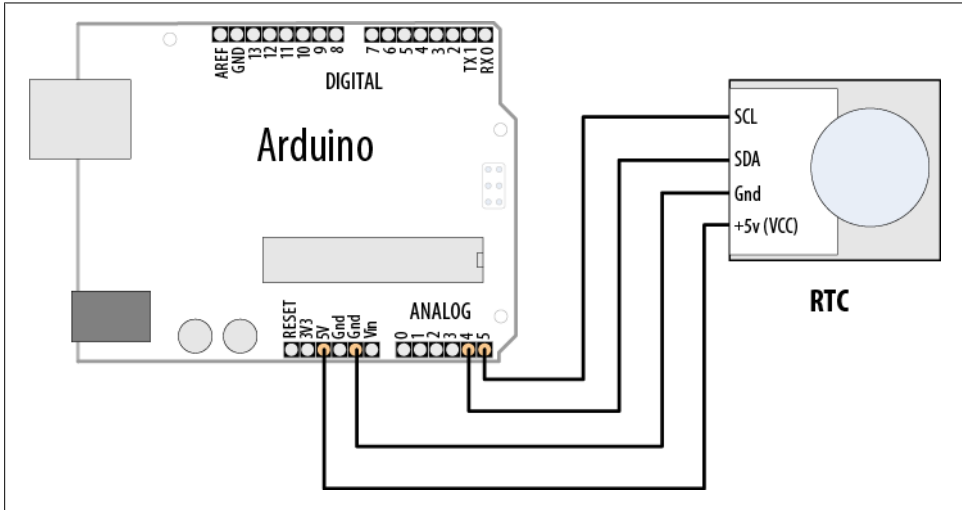 AREF GND 13 12 11 10 9 8 7 6 5 4 3 2 TX 1 RX 0
DIGITAL
Arduino
SCL
SDA
Gnd
+5v (VCC)
RTC
ANALOG
RESET 3V3 5V Gnd Gnd Vin 0 1 2 3 4 5